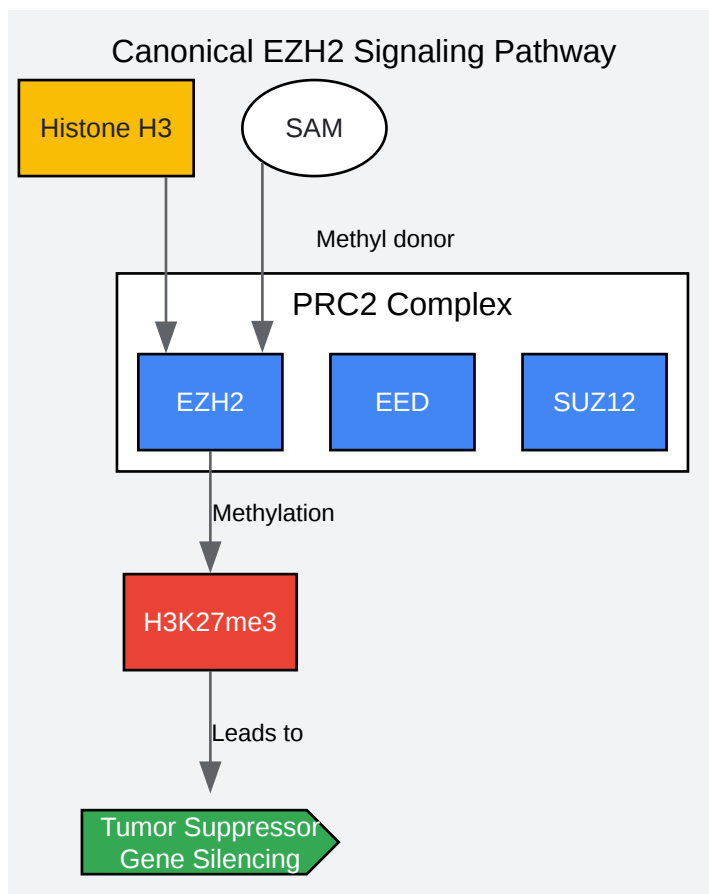 Canonical EZH2 Signaling Pathway
Histone H3
SAM
Methyl donor
PRC2 Complex
EZH2
EED
SUZ12
Methylation
H3K27me3
Leads to
Tumor Suppressor
Gene Silencing